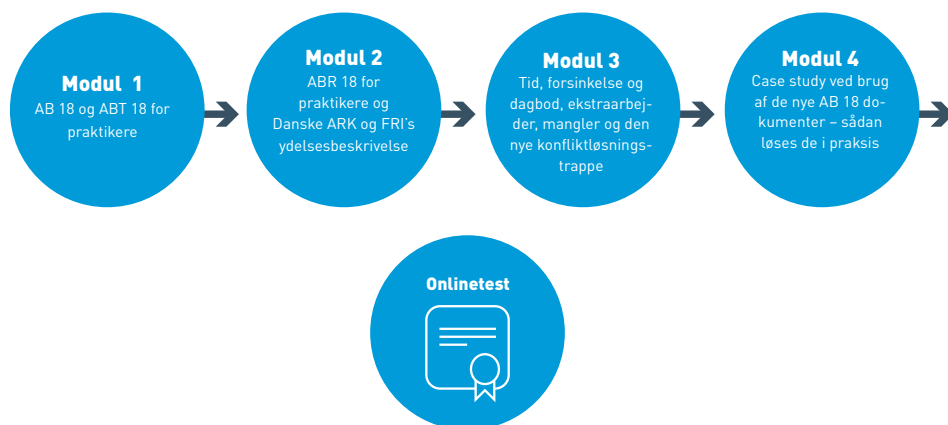 Modul 1
AB 18 og ABT 18 for
praktikere
Modul 2
ABR 18 for
praktikere og
Danske ARK og FRI's
ydelsesbeskrivelse
Modul 3
Tid, forsinkelse og
dagbod, ekstraarbej-
der, mangler og den
nye konfliktløsnings-
trappe
Modul 4
Case study ved brug
af de nye AB 18 do-
kumenter – sådan
løses de i praksis
Onlinetest